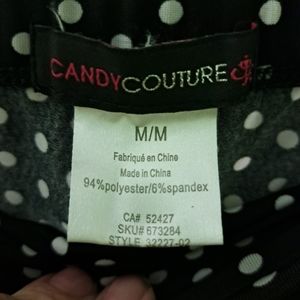 CANDYCOUTURE
M/M
Fabriqué en Chine
Made in China
94%polyester/6%spandex
CA# 52427
SKU# 673284
STYLE 32227-02